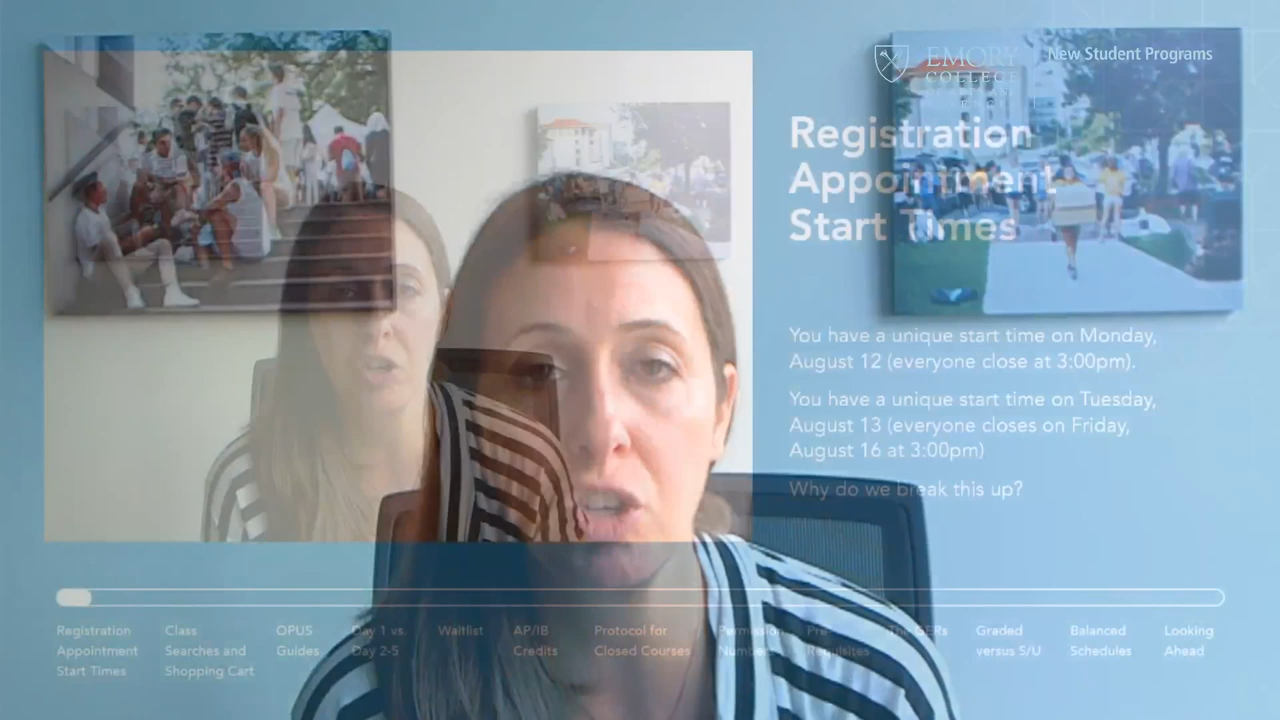 EMORY
COLLEGE
New Student Programs
Registration
Appointment
Start Times
You have a unique start time on Monday,
August 12 (everyone close at 3:00pm).
You have a unique start time on Tuesday,
August 13 (everyone closes on Friday,
August 16 at 3:00pm)
Why do we break this up?
Registration
Appointment
Start Times
Class
Searches and
Shopping Cart
OPUS
Guides
Day 1 vs.
Day 2-5
Waitlist
AP/IB
Credits
Protocol for
Closed Courses
Permission
Numbers
Pre-
Requisites
The GERs
Graded
versus S/U
Balanced
Schedules
Looking
Ahead